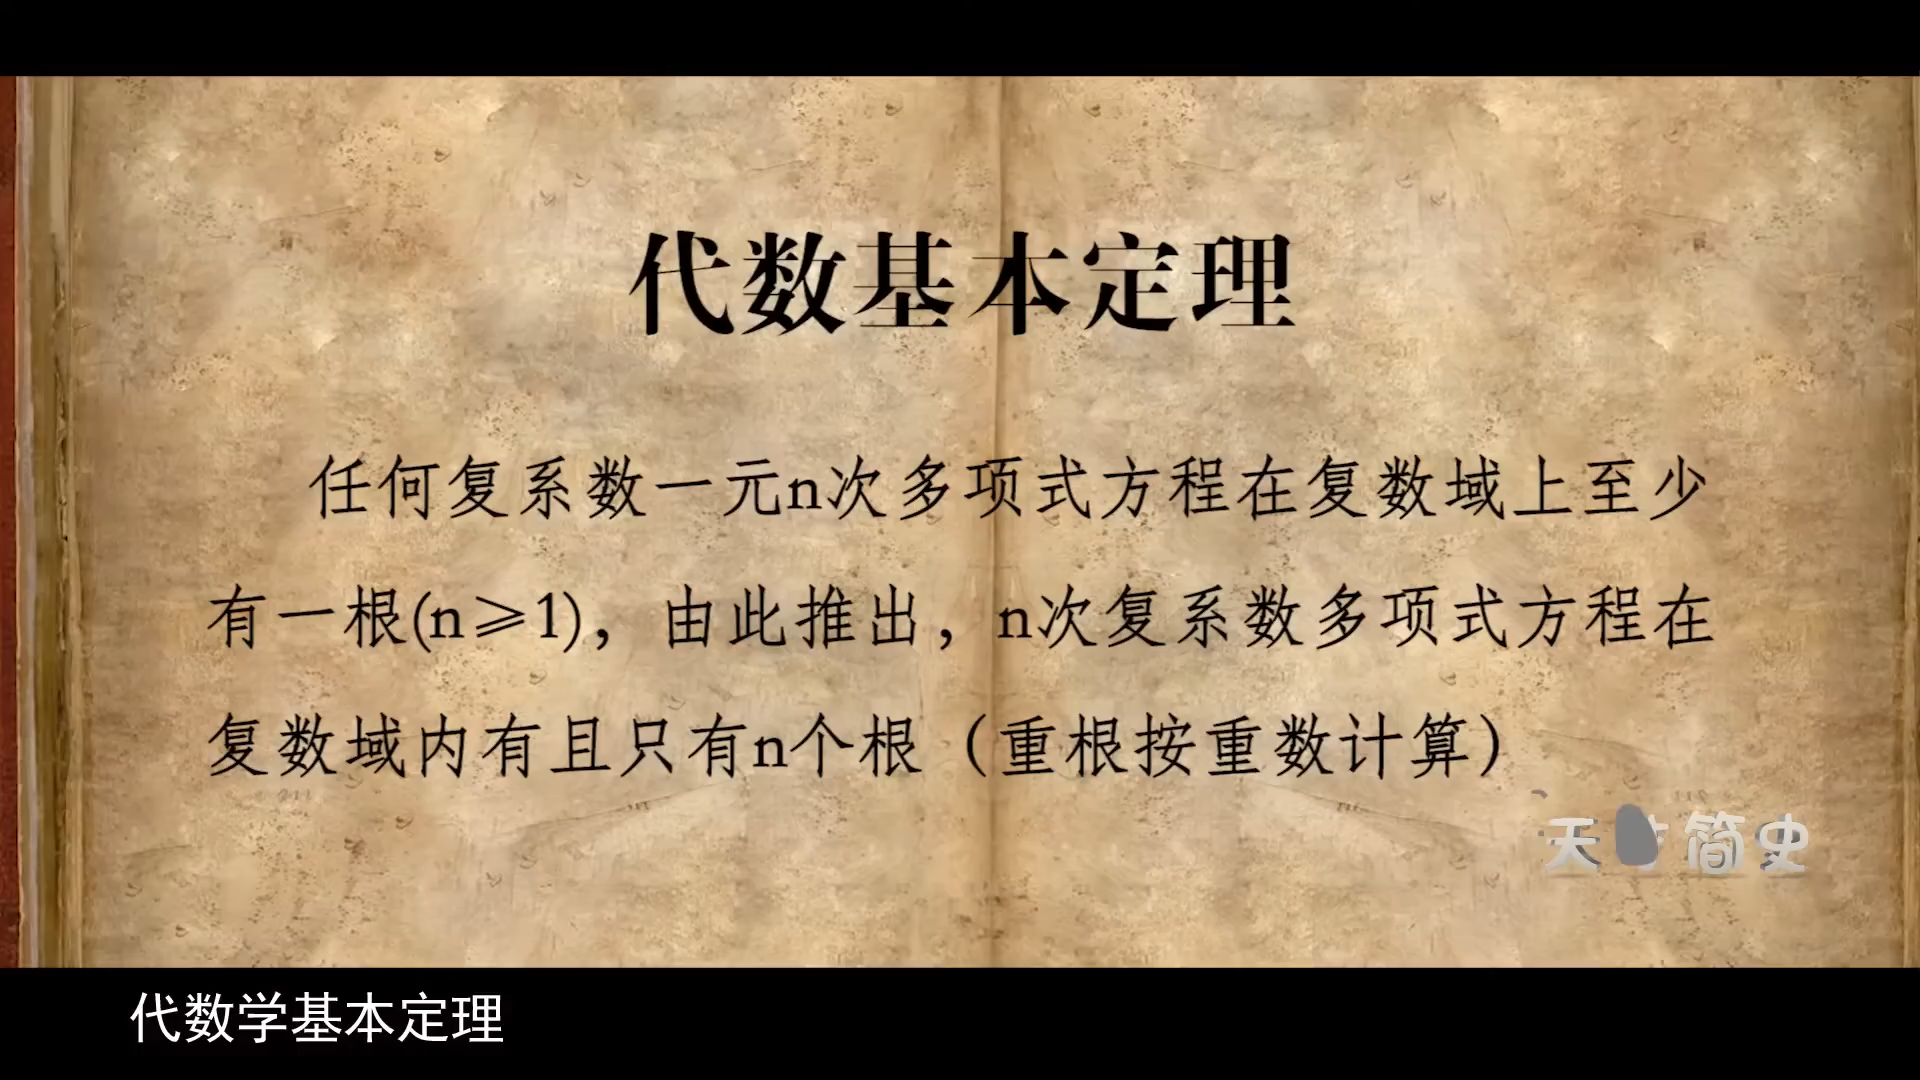 代数基本定理
任何复系数一元n次多项式方程在复数域上至少
有一根(n⩾1)，由此推出，n次复系数多项式方程在
复数域内有且只有n个根（重根按重数计算）
天 简史
代数学基本定理